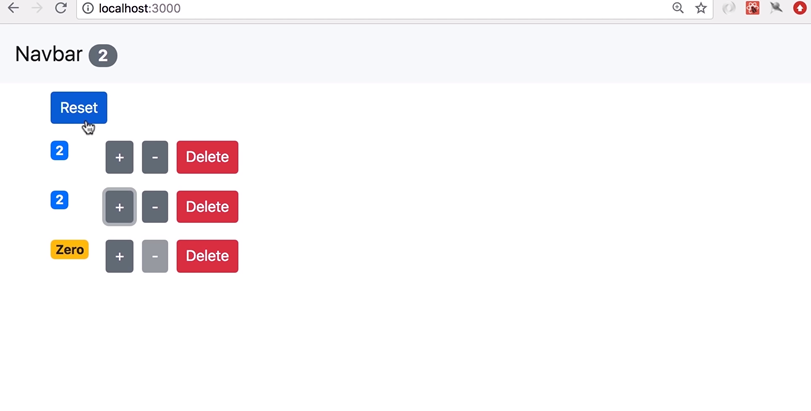 localhost:3000
Navbar 2
Reset
2 + - Delete
2 + - Delete
Zero + - Delete